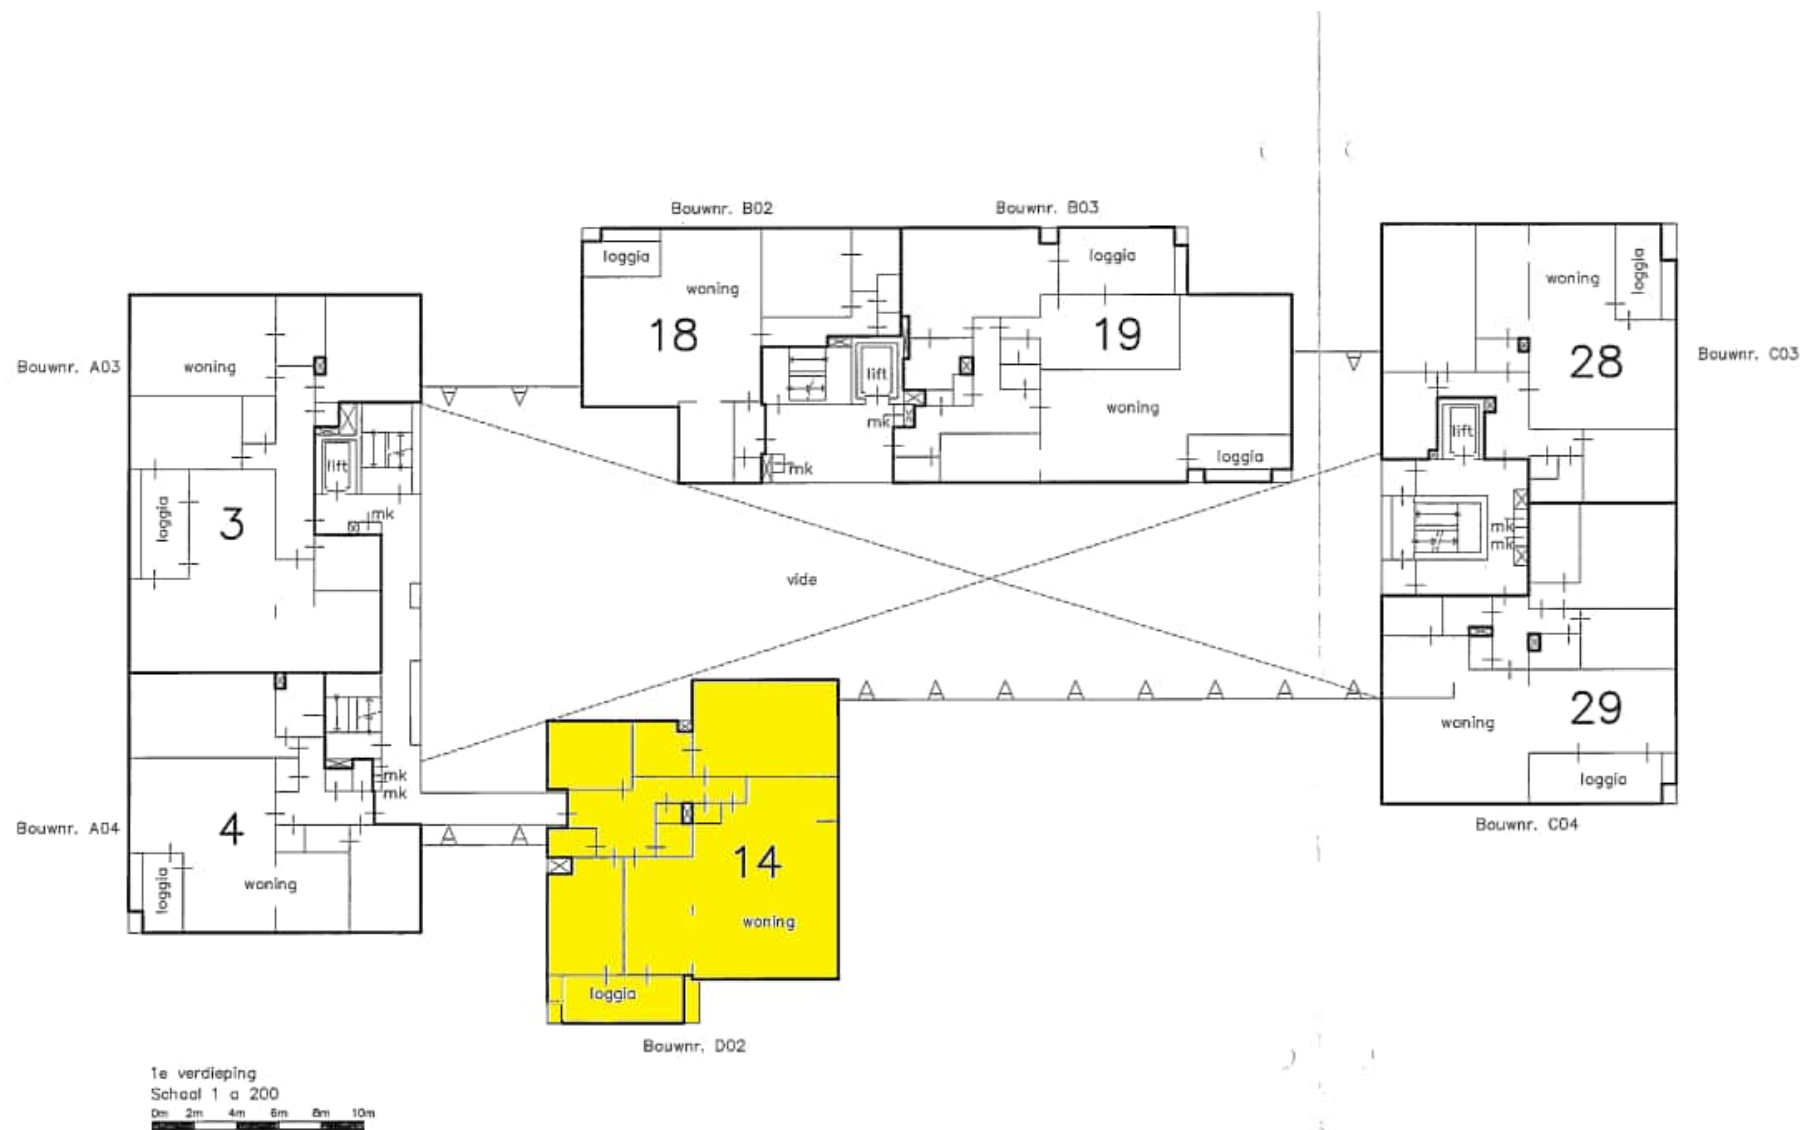 Bouwnr. B02
Bouwnr. B03
loggia
woning
18
lift
mk
mk
loggia
19
woning
loggia
woning
loggia
28
Bouwnr. C03
lift
mk
mk
Bouwnr. A03
woning
lift
mk
loggia
3
vide
29
woning
loggia
Bouwnr. C04
mk
mk
Bouwnr. A04
4
woning
loggia
14
woning
loggia
Bouwnr. D02
1e verdieping
Schaal 1 a 200
0m 2m 4m 6m 8m 10m